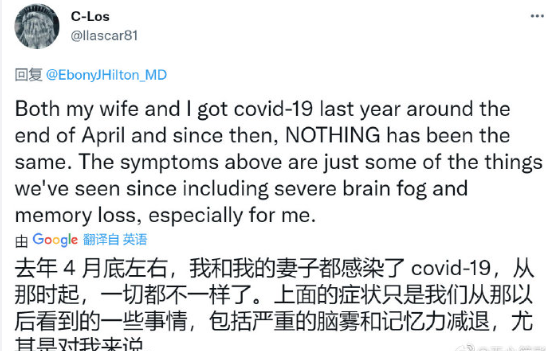 C-Los
@llascar81
回复 @EbonyJHilton_MD
Both my wife and I got covid-19 last year around the
end of April and since then, NOTHING has been the
same. The symptoms above are just some of the things
we've seen since including severe brain fog and
memory loss, especially for me.
由 Google 翻译自 英语
去年 4 月底左右，我和我的妻子都感染了 covid-19，从
那时起，一切都不一样了。上面的症状只是我们从那以
后看到的一些事情，包括严重的脑雾和记忆力减退，尤
其是对我来说